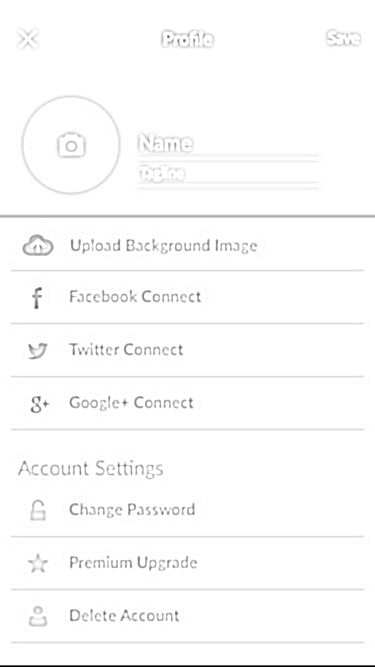 Profile
Save
Name
Tagline
Upload Background Image
Facebook Connect
Twitter Connect
g+ Google+ Connect
Account Settings
Change Password
Premium Upgrade
Delete Account